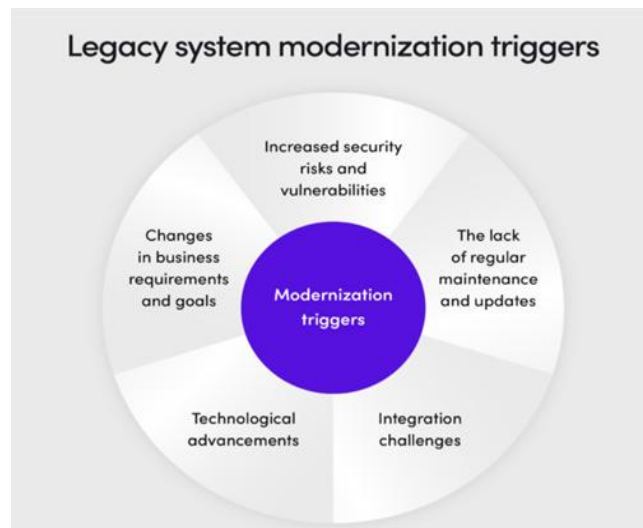 Legacy system modernization triggers
Increased security
risks and
vulnerabilities
The lack
of regular
maintenance
and updates
Integration
challenges
Technological
advancements
Changes
in business
requirements
and goals
Modernization
triggers